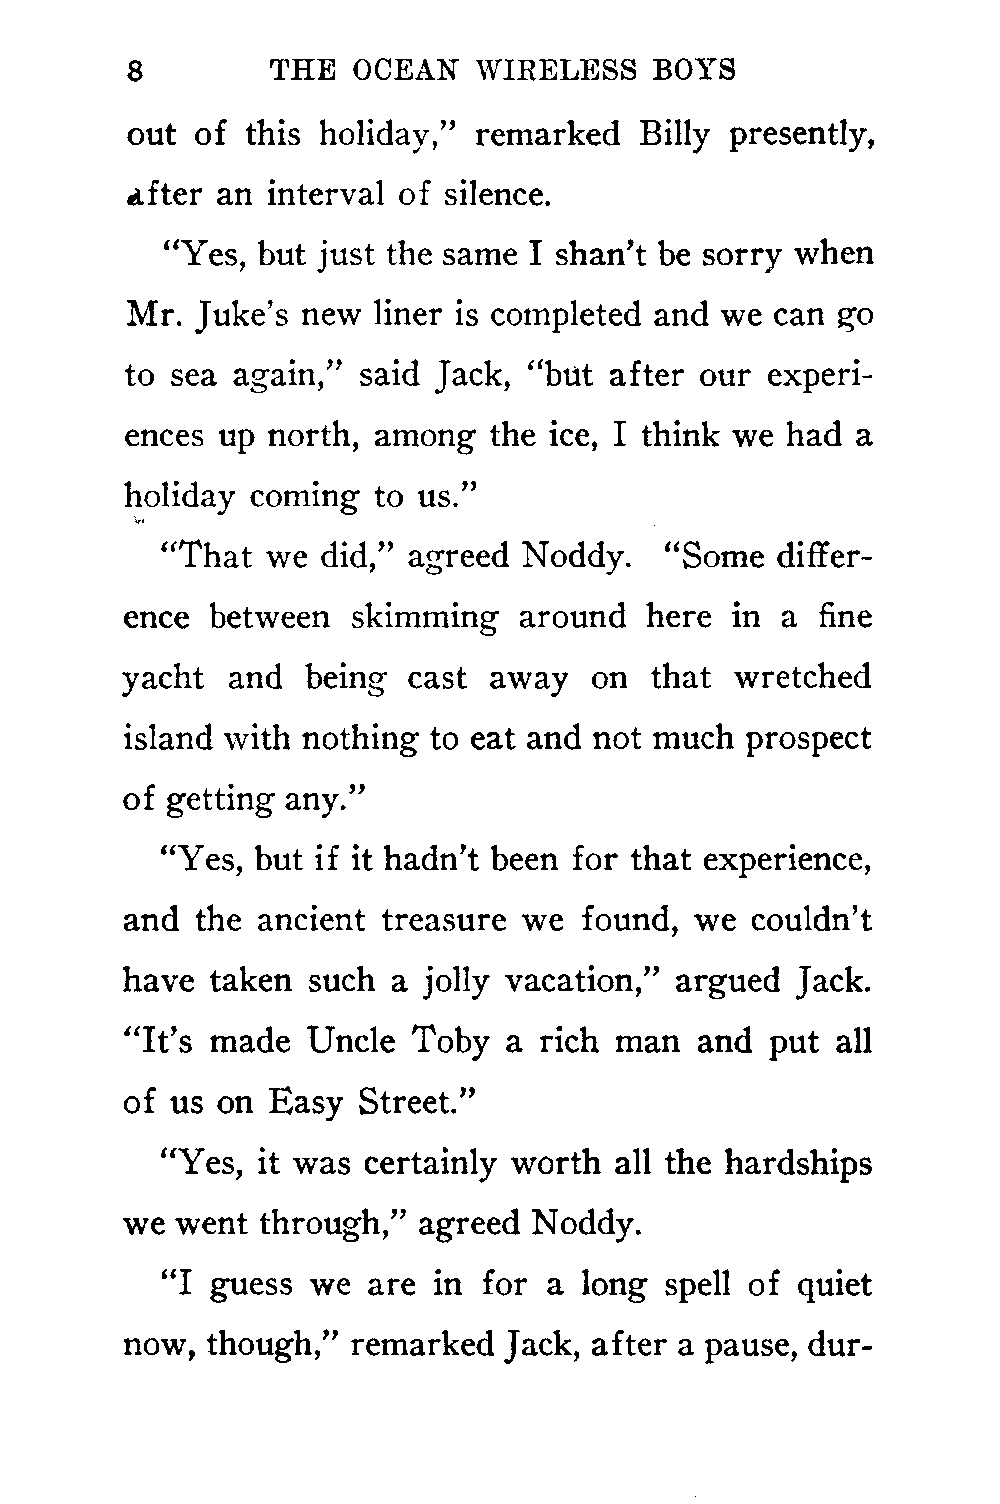 8 THE OCEAN WIRELESS BOYS
out of this holiday,” remarked Billy presently,
after an interval of silence.
“Yes, but just the same I shan’t be sorry when
Mr. Juke’s new liner is completed and we can go
to sea again,” said Jack, “but after our experi-
ences up north, among the ice, I think we had a
holiday coming to us.”
“That we did,” agreed Noddy. “Some differ-
ence between skimming around here in a fine
yacht and being cast away on that wretched
island with nothing to eat and not much prospect
of getting any.”
“Yes, but if it hadn’t been for that experience,
and the ancient treasure we found, we couldn’t
have taken such a jolly vacation,” argued Jack.
“It’s made Uncle Toby a rich man and put all
of us on Easy Street.”
“Yes, it was certainly worth all the hardships
we went through,” agreed Noddy.
“I guess we are in for a long spell of quiet
now, though,” remarked Jack, after a pause, dur-